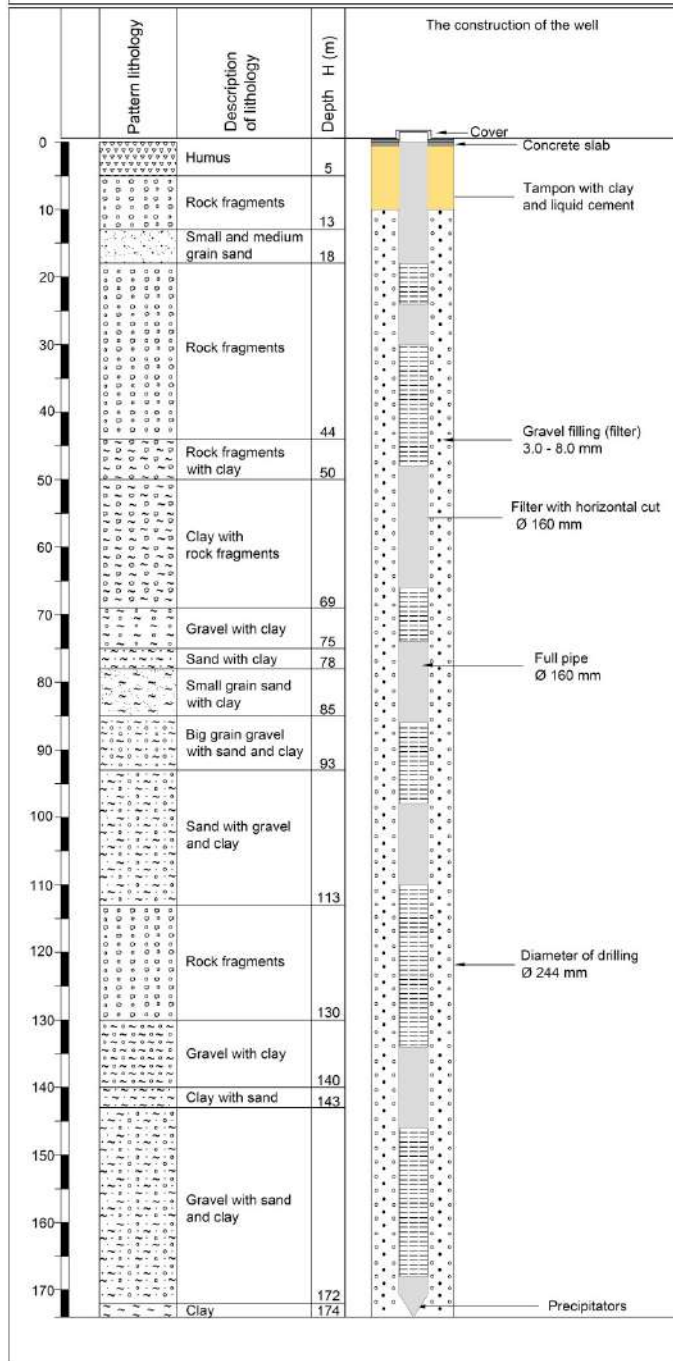 The construction of the well
Pattern lithology
Description
of lithology
Depth H (m)
Cover
0
Concrete slab
Humus
5
Tampon with clay
and liquid cement
Rock fragments
10
13
Small and medium
grain sand
18
20
Rock fragments
30
40
44
Gravel filling (filter)
3.0 - 8.0 mm
Rock fragments
with clay
50
50
Filter with horizontal cut
Ø 160 mm
Clay with
rock fragments
60
69
70
Gravel with clay
75
Sand with clay
78
Full pipe
Ø 160 mm
80
Small grain sand
with clay
85
Big grain gravel
with sand and clay
90
93
100
Sand with gravel
and clay
110
113
120
Rock fragments
Diameter of drilling
Ø 244 mm
130
130
Gravel with clay
140
140
Clay with sand
143
150
Gravel with sand
and clay
160
170
172
Clay
174
Precipitators